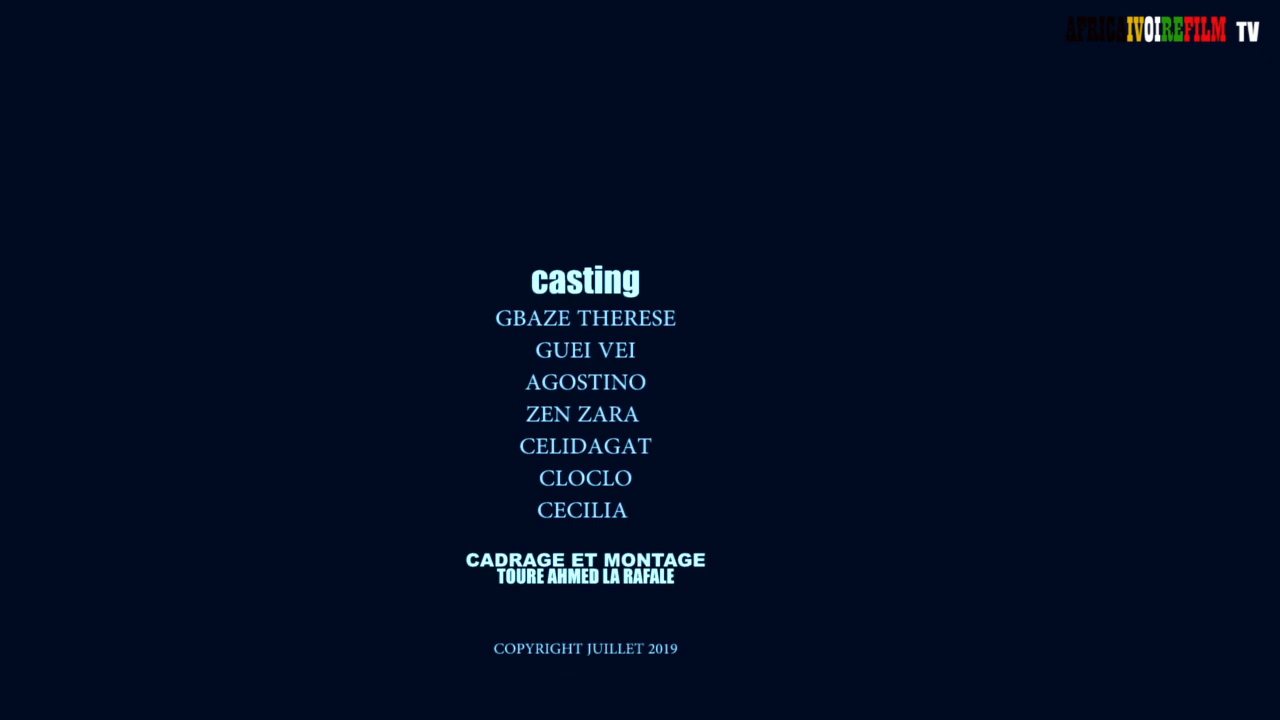 AFRICAIVOIREFILM TV
casting
GBAZE THERESE
GUEI VEI
AGOSTINO
ZEN ZARA
CELIDAGAT
CLOCLO
CECILIA
CADRAGE ET MONTAGE
TOURE AHMED LA RAFALE
COPYRIGHT JUILLET 2019